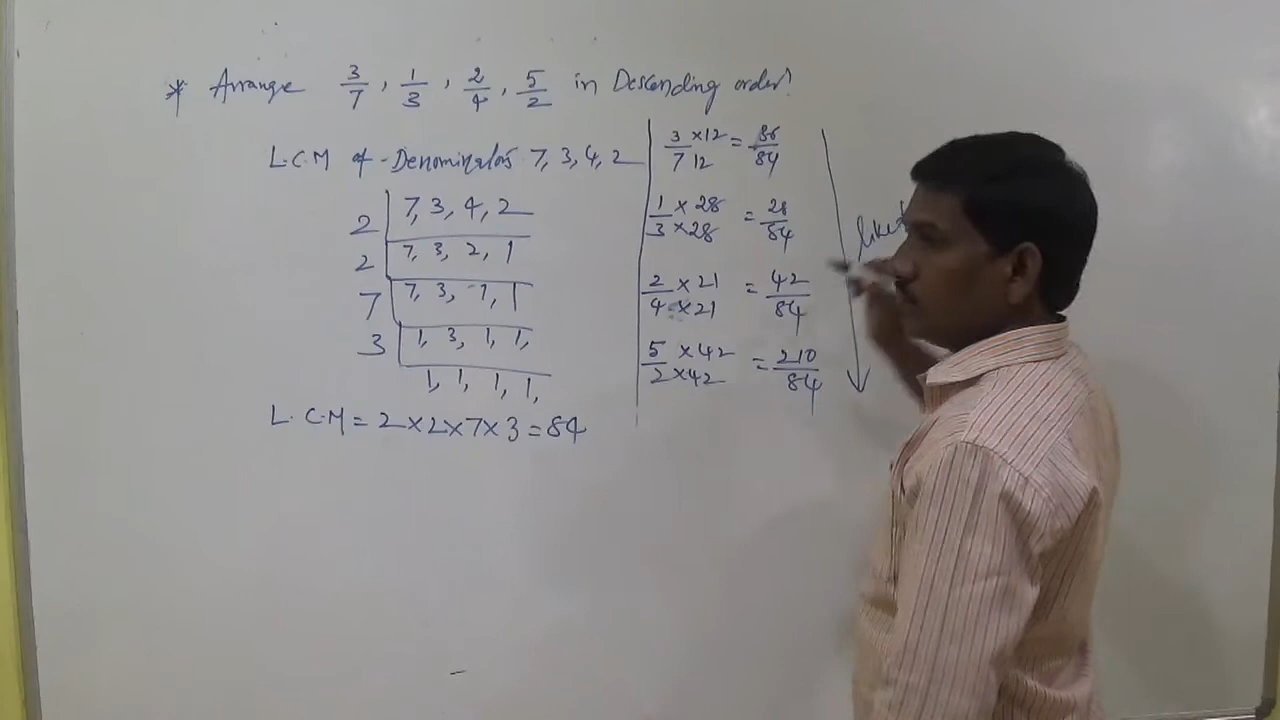 * Arrange 3/7, 1/3, 2/4, 5/2 in Descending order?
L.C.M of Denominators 7, 3, 4, 2
2 | 7, 3, 4, 2
2 | 7, 3, 2, 1
7 | 7, 3, 1, 1
3 | 1, 3, 1, 1,
1, 1, 1, 1,
L.C.M = 2×2×7×3=84
3/7 ×12/12 = 36/84
1/3 × 28/× 28 = 28/84
2/4 × 21/× 21 = 42/84
5/2 × 42/× 42 = 210/84